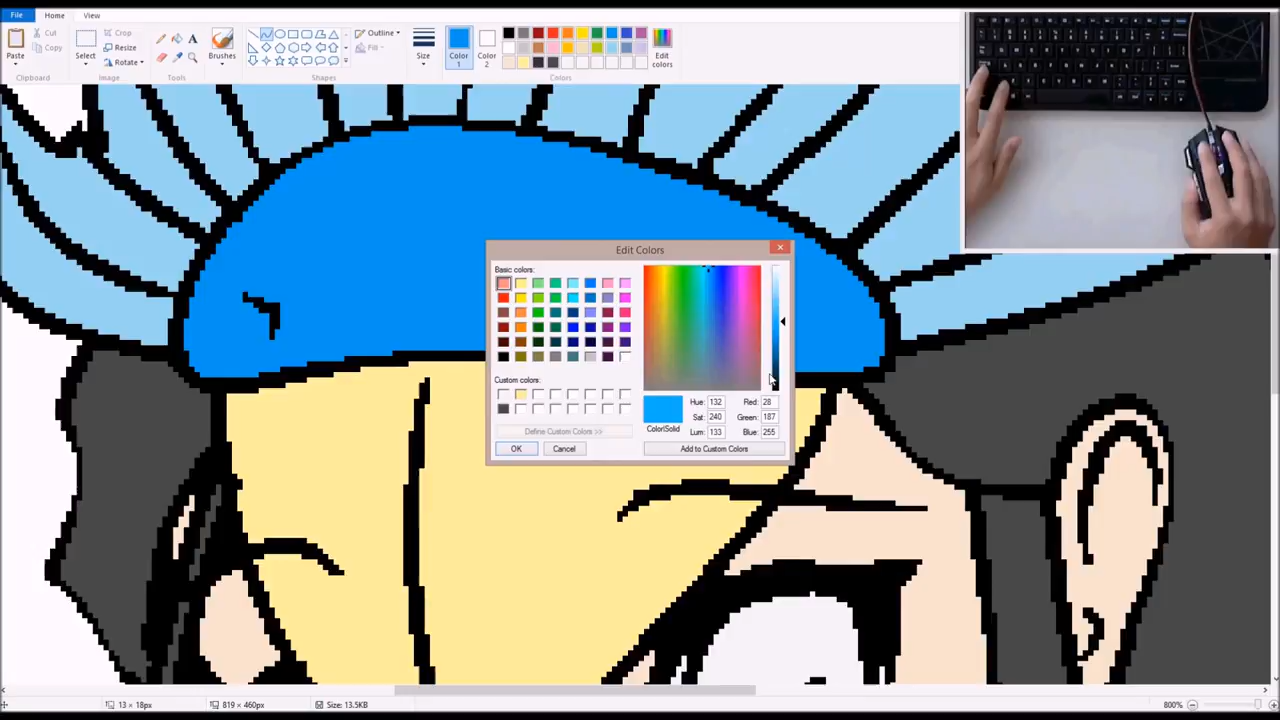 File Home View
Paste
Cut
Copy
Clipboard
Select
Crop
Resize
Rotate
Image
A
Tools
Brushes
Outline
Fill
Shapes
Size
Color
1
Color
2
Edit
colors
Colors
Edit Colors
Basic colors:
Custom colors:
Define Custom Colors >>
OK Cancel
Color|Solid
Hue: 132 Red: 28
Sat: 240 Green: 187
Lum: 133 Blue: 255
Add to Custom Colors
13 × 18px 819 × 460px Size: 13.5KB 800%